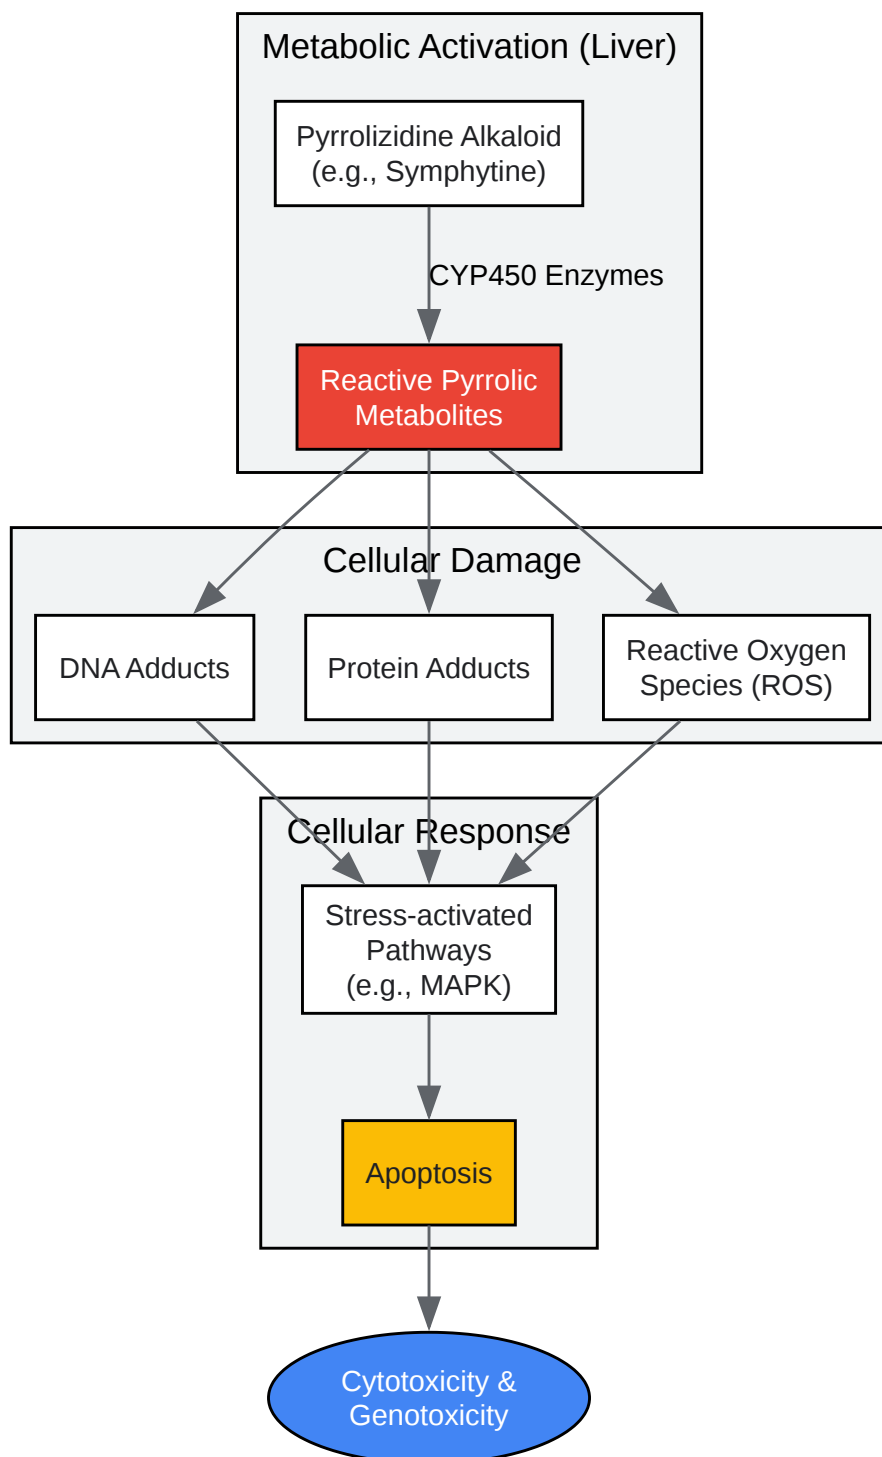 Metabolic Activation (Liver)
Pyrrolizidine Alkaloid
(e.g., Symphytine)
CYP450 Enzymes
Reactive Pyrrolic
Metabolites
Cellular Damage
DNA Adducts
Protein Adducts
Reactive Oxygen
Species (ROS)
Cellular Response
Stress-activated
Pathways
(e.g., MAPK)
Apoptosis
Cytotoxicity &
Genotoxicity